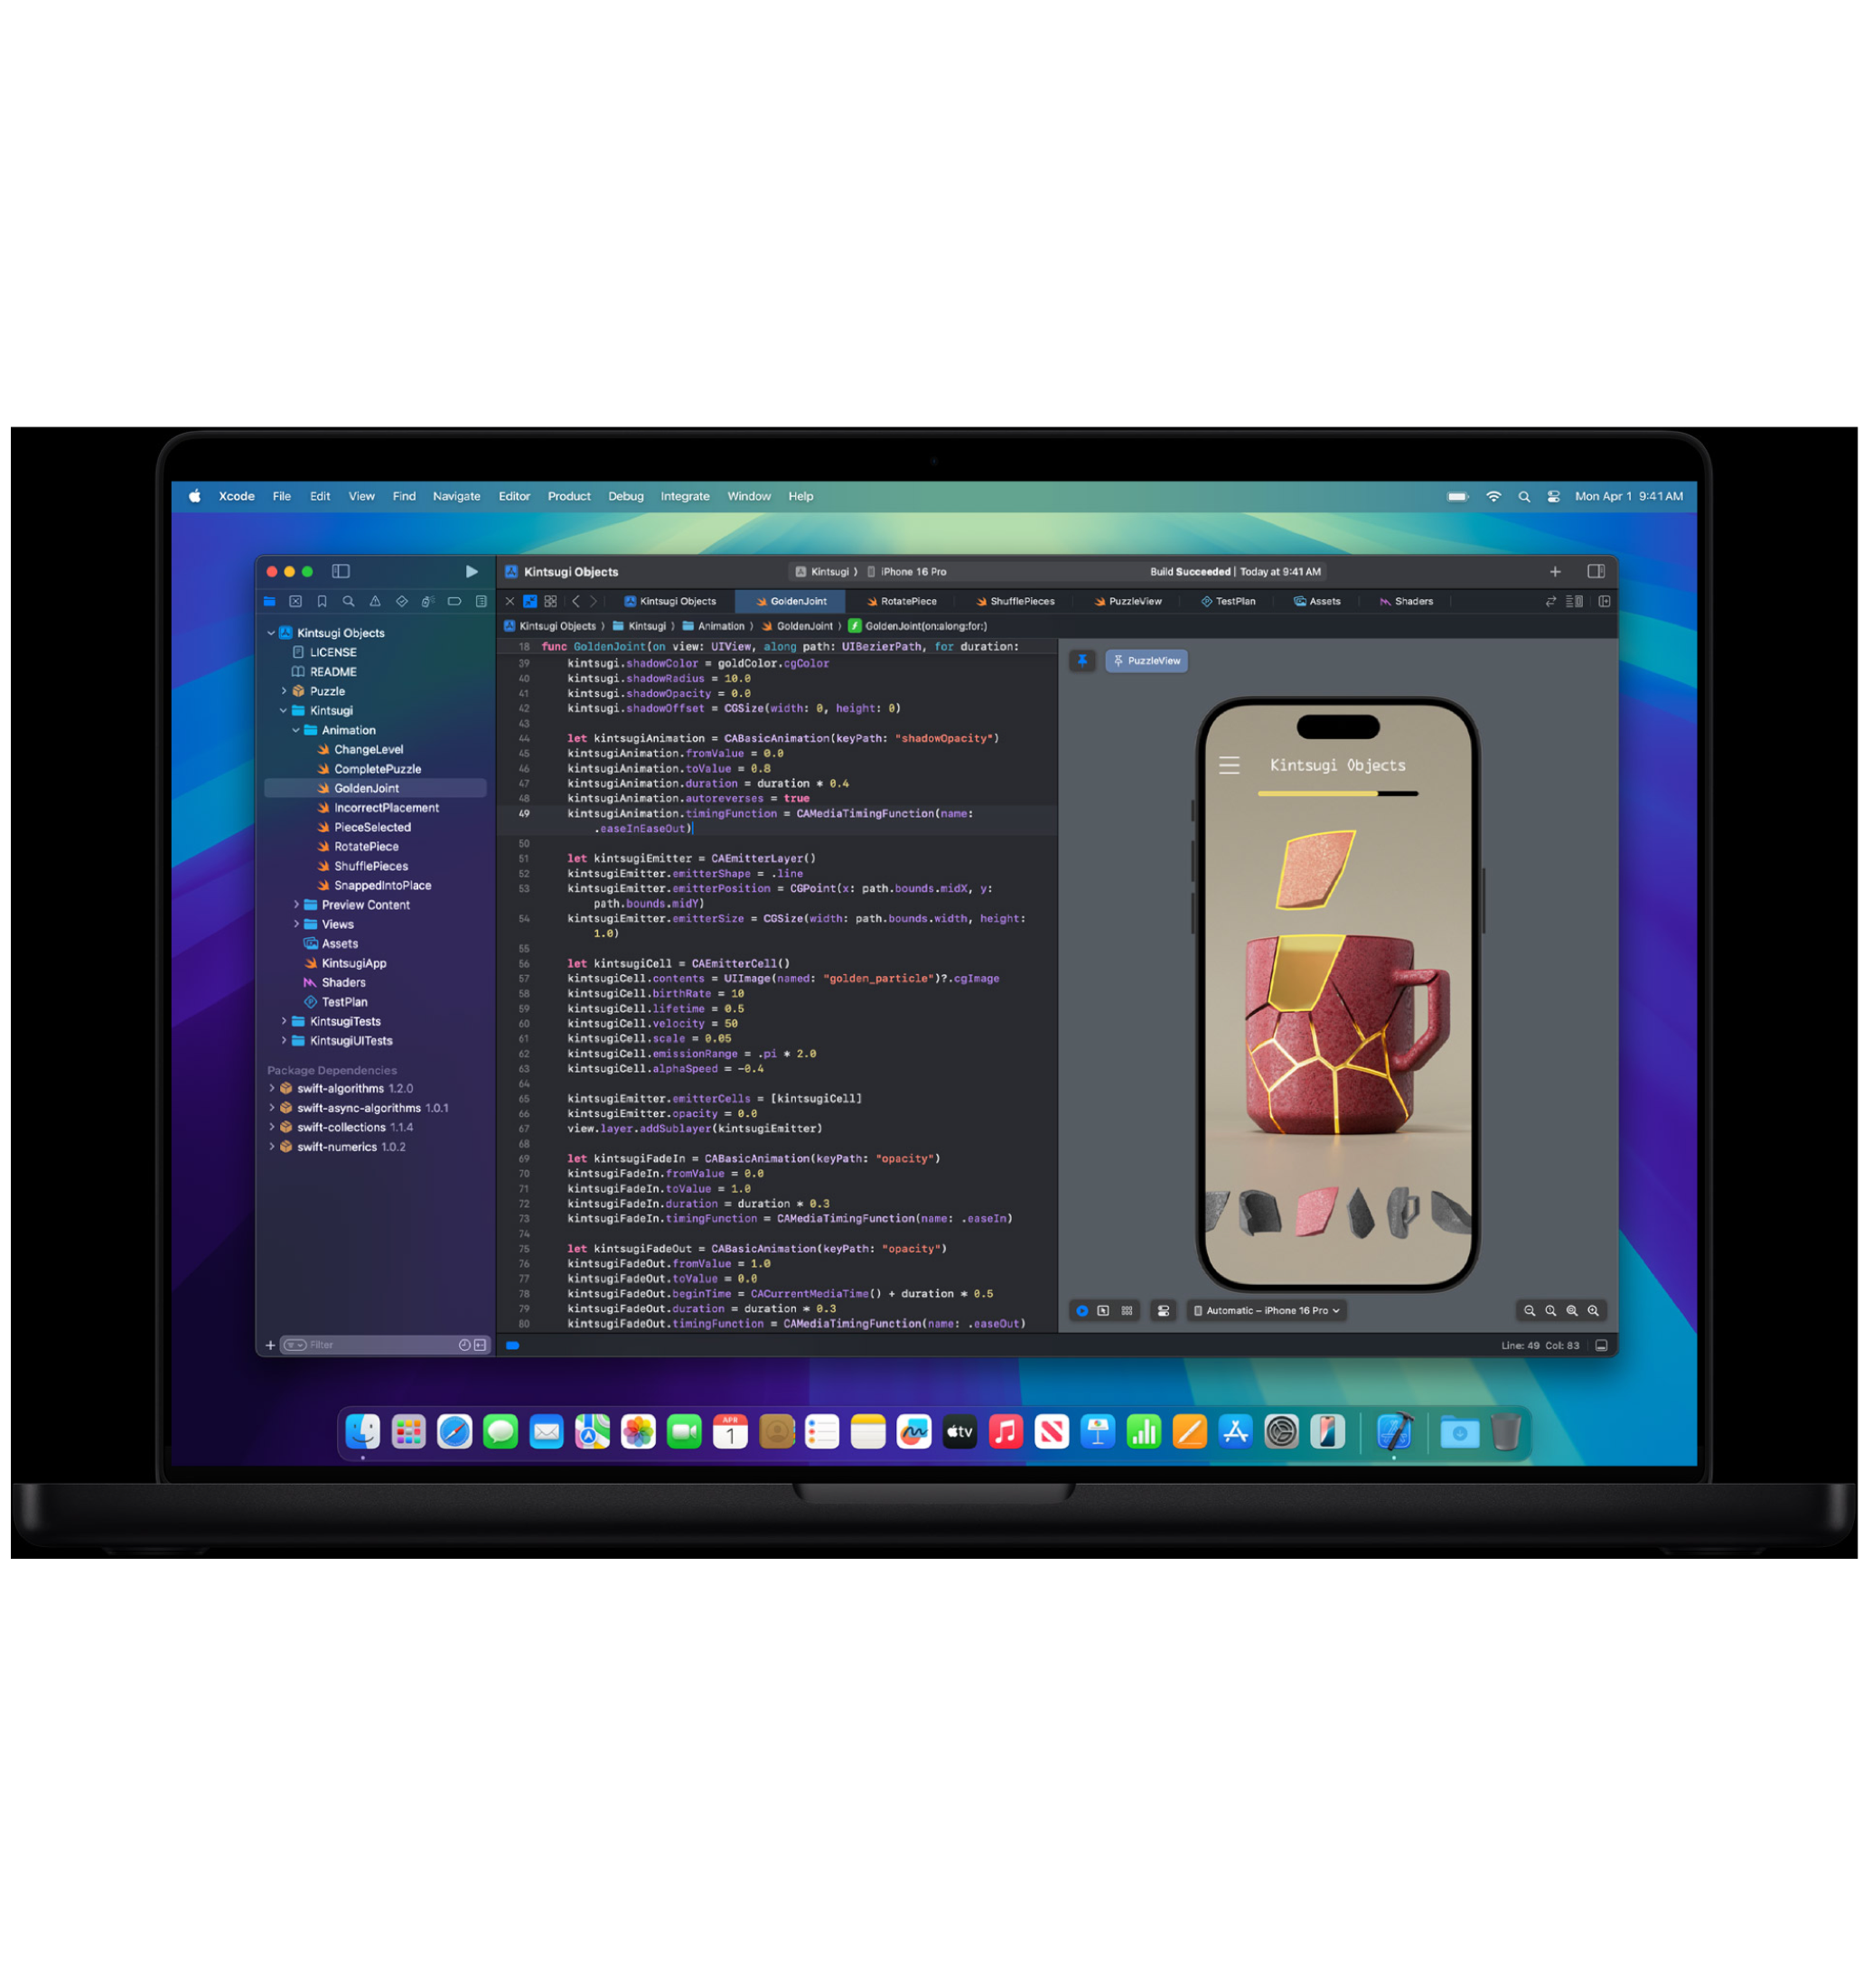 Xcode File Edit View Find Navigate Editor Product Debug Integrate Window Help Mon Apr 1 9:41 AM
Kintsugi Objects Kintsugi iPhone 16 Pro Build Succeeded | Today at 9:41 AM
Kintsugi Objects GoldenJoint RotatePiece ShufflePieces PuzzleView TestPlan Assets Shaders
Kintsugi Objects Kintsugi Animation GoldenJoint GoldenJoint(on:along:for:)
Kintsugi Objects
LICENSE
README
Puzzle
Kintsugi
Animation
ChangeLevel
CompletePuzzle
GoldenJoint
IncorrectPlacement
PieceSelected
RotatePiece
ShufflePieces
SnappedIntoPlace
Preview Content
Views
Assets
KintsugiApp
Shaders
TestPlan
KintsugiTests
KintsugiUITests
Package Dependencies
swift-algorithms 1.2.0
swift-async-algorithms 1.0.1
swift-collections 1.1.4
swift-numerics 1.0.2
Filter
18 func GoldenJoint(on view: UIView, along path: UIBezierPath, for duration:
39 kintsugi.shadowColor = goldColor.cgColor
40 kintsugi.shadowRadius = 10.0
41 kintsugi.shadowOpacity = 0.0
42 kintsugi.shadowOffset = CGSize(width: 0, height: 0)
43
44 let kintsugiAnimation = CABasicAnimation(keyPath: "shadowOpacity")
45 kintsugiAnimation.fromValue = 0.0
46 kintsugiAnimation.toValue = 0.8
47 kintsugiAnimation.duration = duration * 0.4
48 kintsugiAnimation.autoreverses = true
49 kintsugiAnimation.timingFunction = CAMediaTimingFunction(name:
.easeInEaseOut)
50
51 let kintsugiEmitter = CAEmitterLayer()
52 kintsugiEmitter.emitterShape = .line
53 kintsugiEmitter.emitterPosition = CGPoint(x: path.bounds.midX, y:
path.bounds.midY)
54 kintsugiEmitter.emitterSize = CGSize(width: path.bounds.width, height:
1.0)
55
56 let kintsugiCell = CAEmitterCell()
57 kintsugiCell.contents = UIImage(named: "golden_particle")?.cgImage
58 kintsugiCell.birthRate = 10
59 kintsugiCell.lifetime = 0.5
60 kintsugiCell.velocity = 50
61 kintsugiCell.scale = 0.05
62 kintsugiCell.emissionRange = .pi * 2.0
63 kintsugiCell.alphaSpeed = -0.4
64
65 kintsugiEmitter.emitterCells = [kintsugiCell]
66 kintsugiEmitter.opacity = 0.0
67 view.layer.addSublayer(kintsugiEmitter)
68
69 let kintsugiFadeIn = CABasicAnimation(keyPath: "opacity")
70 kintsugiFadeIn.fromValue = 0.0
71 kintsugiFadeIn.toValue = 1.0
72 kintsugiFadeIn.duration = duration * 0.3
73 kintsugiFadeIn.timingFunction = CAMediaTimingFunction(name: .easeIn)
74
75 let kintsugiFadeOut = CABasicAnimation(keyPath: "opacity")
76 kintsugiFadeOut.fromValue = 1.0
77 kintsugiFadeOut.toValue = 0.0
78 kintsugiFadeOut.beginTime = CACurrentMediaTime() + duration * 0.5
79 kintsugiFadeOut.duration = duration * 0.3
80 kintsugiFadeOut.timingFunction = CAMediaTimingFunction(name: .easeOut)
PuzzleView
Kintsugi Objects
Automatic – iPhone 16 Pro
Line: 49 Col: 83
APR
1
tv